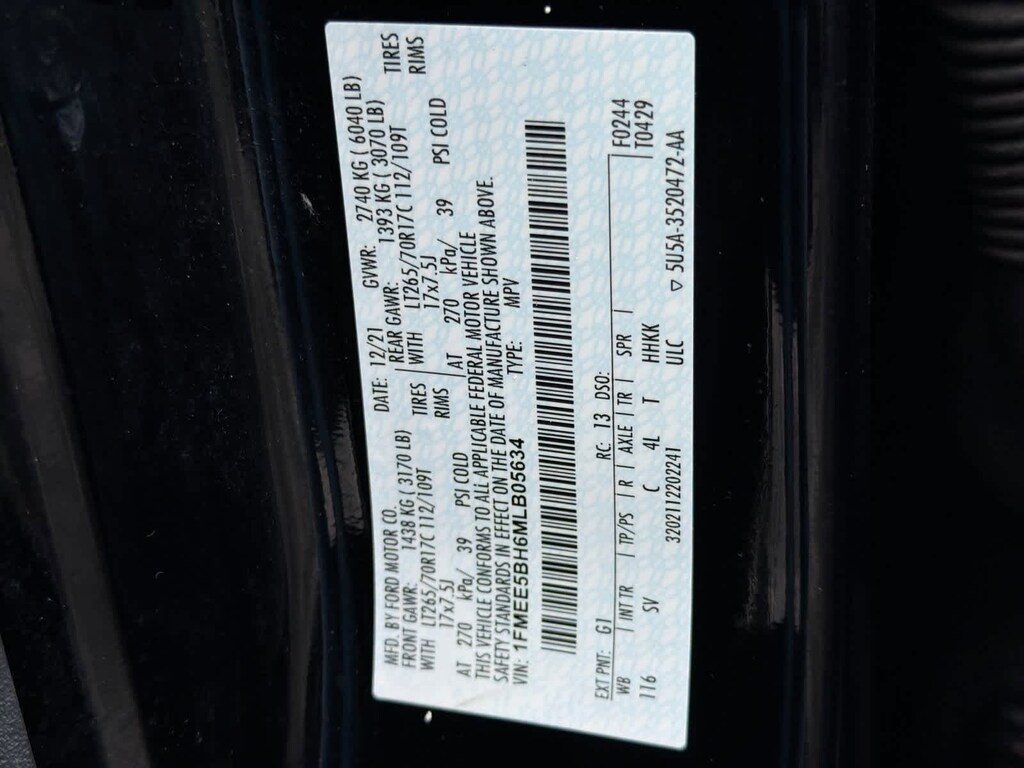 MFD. BY FORD MOTOR CO. DATE: 12/21 GVWR: 2740 KG ( 6040 LB)
FRONT GAWR: 1438 KG ( 3170 LB) REAR GAWR: 1393 KG ( 3070 LB)
WITH LT265/70R17C 112/109T TIRES WITH LT265/70R17C 112/109T TIRES
17x7.5J RIMS 17x7.5J RIMS
AT 270 kPa/ 39 PSI COLD AT 270 kPa/ 39 PSI COLD
THIS VEHICLE CONFORMS TO ALL APPLICABLE FEDERAL MOTOR VEHICLE
SAFETY STANDARDS IN EFFECT ON THE DATE OF MANUFACTURE SHOWN ABOVE.
VIN: 1FMEE5BH6MLB05634 TYPE: MPV
EXT PNT: G1 RC: 13 DSO: F0244
WB INT TR TP/PS R AXLE TR SPR T0429
116 SV C 4L T HHKK
32021122022241 ULC ▽ 5U5A-3520472-AA